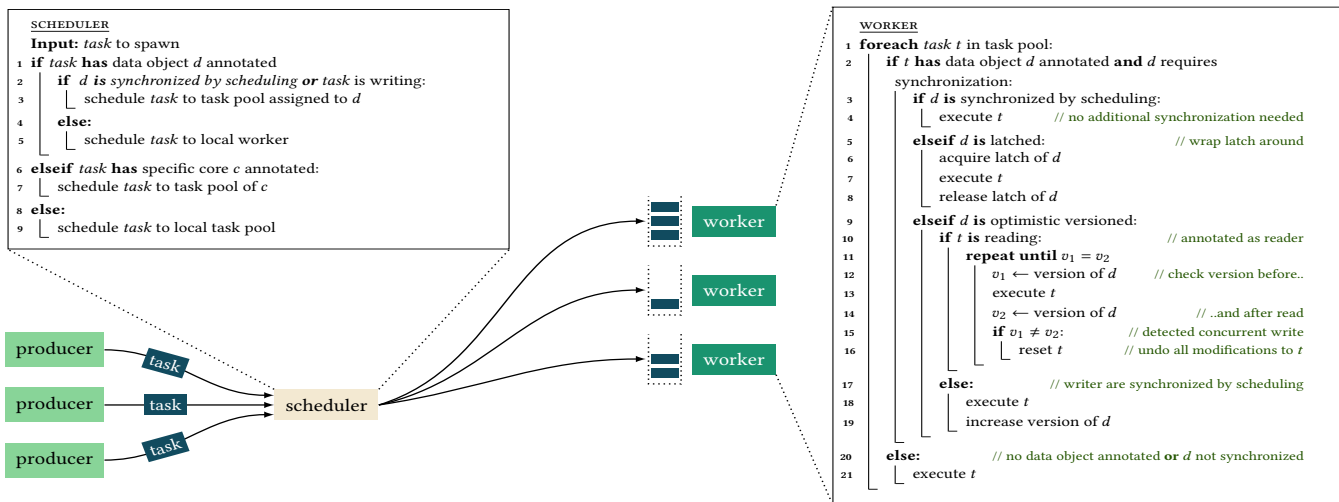 SCHEDULER
Input: task to spawn
1 if task has data object d annotated
2 if d is synchronized by scheduling or task is writing:
3 schedule task to task pool assigned to d
4 else:
5 schedule task to local worker
6 elseif task has specific core c annotated:
7 schedule task to task pool of c
8 else:
9 schedule task to local task pool
producer
producer
producer
task
task
task
scheduler
worker
worker
worker
WORKER
1 foreach task t in task pool:
2 if t has data object d annotated and d requires
synchronization:
3 if d is synchronized by scheduling:
4 execute t // no additional synchronization needed
5 elseif d is latched: // wrap latch around
6 acquire latch of d
7 execute t
8 release latch of d
9 elseif d is optimistic versioned:
10 if t is reading: // annotated as reader
11 repeat until v₁ = v₂
12 v₁ ← version of d // check version before..
13 execute t
14 v₂ ← version of d // ..and after read
15 if v₁ ≠ v₂: // detected concurrent write
16 reset t // undo all modifications to t
17 else: // writer are synchronized by scheduling
18 execute t
19 increase version of d
20 else: // no data object annotated or d not synchronized
21 execute t